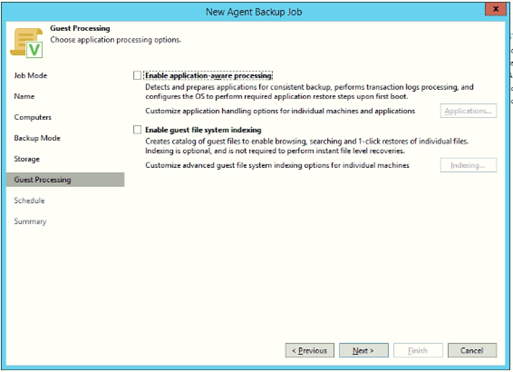 New Agent Backup Job
x
Guest Processing
Choose application processing options.
V
Job Mode
Name
Computers
Backup Mode
Storage
Guest Processing
Schedule
Summary
Enable application-aware processing
Detects and prepares applications for consistent backup, performs transaction logs processing, and
configures the OS to perform required application restore steps upon first boot.
Customize application handling options for individual machines and applications
Applications...
Enable guest file system indexing
Creates catalog of guest files to enable browsing, searching and 1-click restores of individual files.
Indexing is optional, and is not required to perform instant file level recoveries.
Customize advanced guest file system indexing options for individual machines
Indexing...
< Previous
Next >
Finish
Cancel